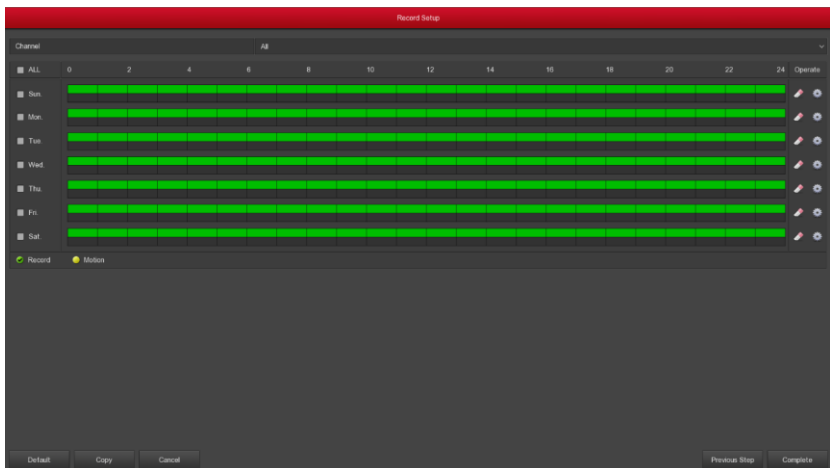 Record Setup
Channel All
ALL 0 2 4 6 8 10 12 14 16 18 20 22 24 Operate
Sun.
Mon.
Tue.
Wed.
Thu.
Fri.
Sat.
Record Motion
Default Copy Cancel Previous Step Complete